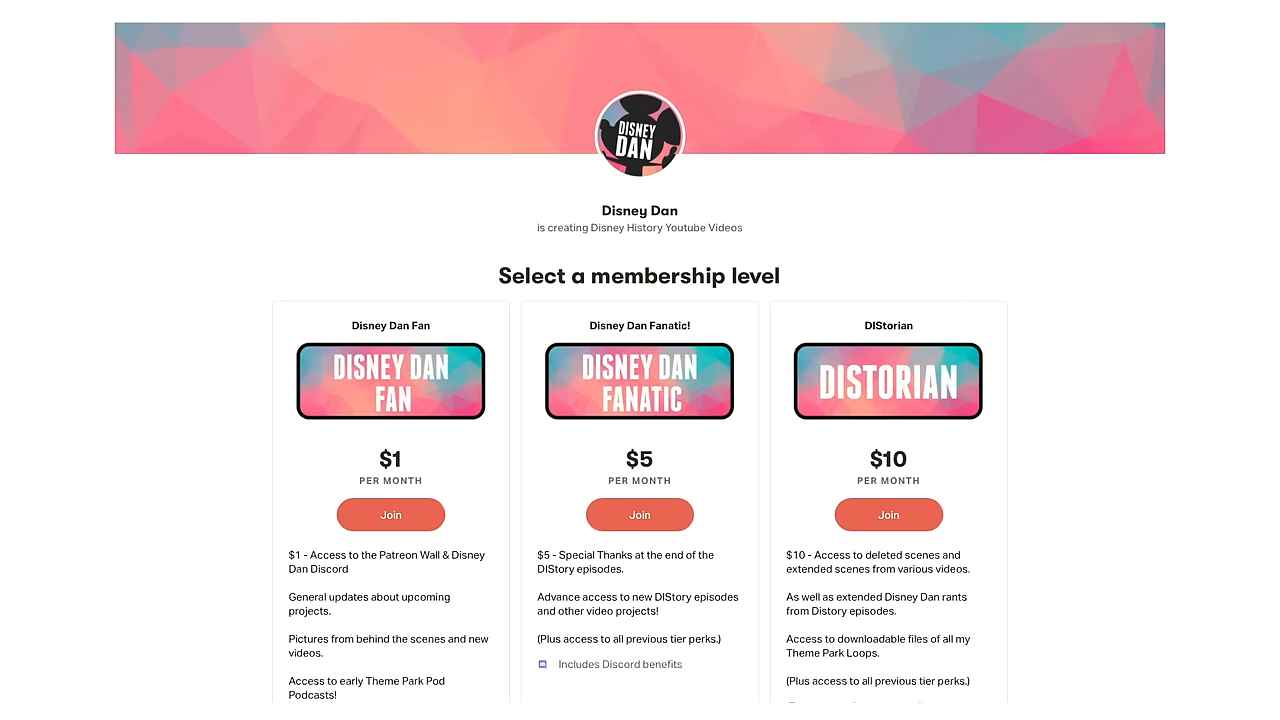 DISNEY
DAN
Disney Dan
is creating Disney History Youtube Videos
Select a membership level
Disney Dan Fan
DISNEY DAN
FAN
$1
PER MONTH
Join
$1 - Access to the Patreon Wall & Disney
Dan Discord
General updates about upcoming
projects.
Pictures from behind the scenes and new
videos.
Access to early Theme Park Pod
Podcasts!
Disney Dan Fanatic!
DISNEY DAN
FANATIC
$5
PER MONTH
Join
$5 - Special Thanks at the end of the
DIStory episodes.
Advance access to new DIStory episodes
and other video projects!
(Plus access to all previous tier perks.)
Includes Discord benefits
DIStorian
DISTORIAN
$10
PER MONTH
Join
$10 - Access to deleted scenes and
extended scenes from various videos.
As well as extended Disney Dan rants
from Distory episodes.
Access to downloadable files of all my
Theme Park Loops.
(Plus access to all previous tier perks.)